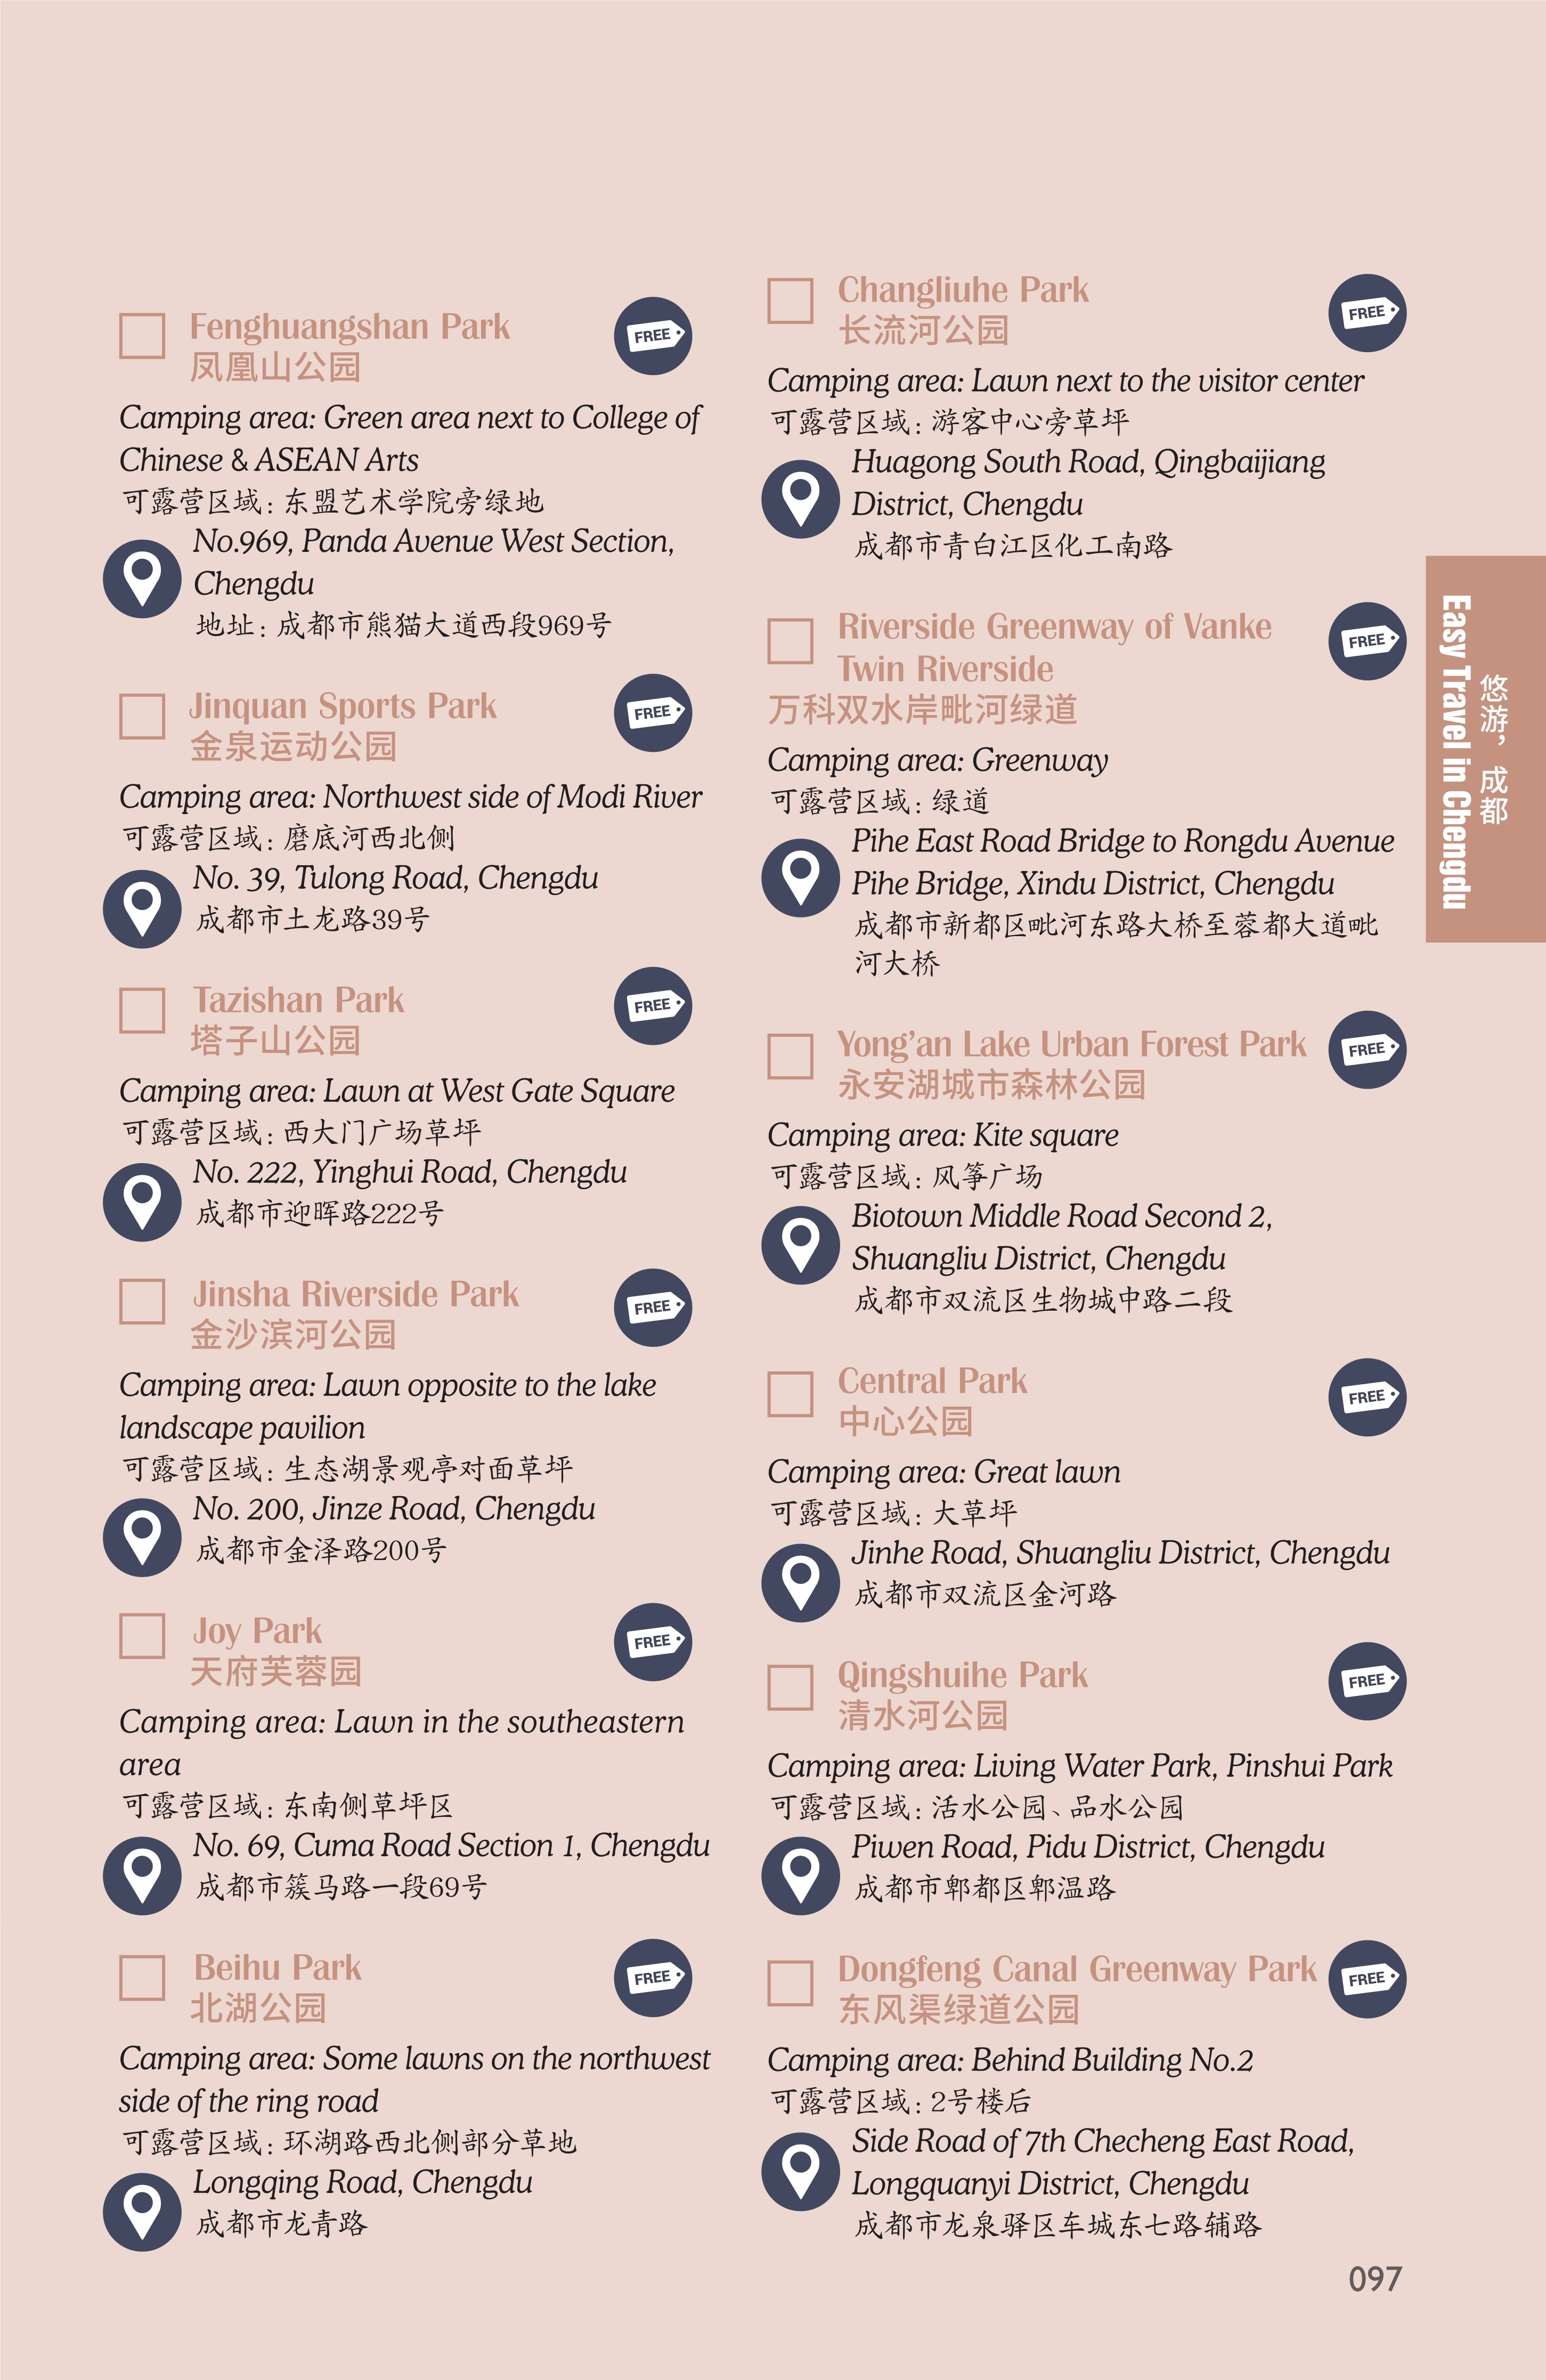 Fenghuangshan Park
凤凰山公园
FREE
Camping area: Green area next to College of
Chinese & ASEAN Arts
可露营区域：东盟艺术学院旁绿地
No.969, Panda Avenue West Section,
Chengdu
地址：成都市熊猫大道西段969号
Jinquan Sports Park
金泉运动公园
FREE
Camping area: Northwest side of Modi River
可露营区域：磨底河西北侧
No. 39, Tulong Road, Chengdu
成都市土龙路39号
Tazishan Park
塔子山公园
FREE
Camping area: Lawn at West Gate Square
可露营区域：西大门广场草坪
No. 222, Yinghui Road, Chengdu
成都市迎晖路222号
Jinsha Riverside Park
金沙滨河公园
FREE
Camping area: Lawn opposite to the lake
landscape pavilion
可露营区域：生态湖景观亭对面草坪
No. 200, Jinze Road, Chengdu
成都市金泽路200号
Joy Park
天府芙蓉园
FREE
Camping area: Lawn in the southeastern
area
可露营区域：东南侧草坪区
No. 69, Cuma Road Section 1, Chengdu
成都市簇马路一段69号
Beihu Park
北湖公园
FREE
Camping area: Some lawns on the northwest
side of the ring road
可露营区域：环湖路西北侧部分草地
Longqing Road, Chengdu
成都市龙青路
Changliuhe Park
长流河公园
FREE
Camping area: Lawn next to the visitor center
可露营区域：游客中心旁草坪
Huagong South Road, Qingbaijiang
District, Chengdu
成都市青白江区化工南路
Riverside Greenway of Vanke
Twin Riverside
万科双水岸毗河绿道
FREE
Camping area: Greenway
可露营区域：绿道
Pihe East Road Bridge to Rongdu Avenue
Pihe Bridge, Xindu District, Chengdu
成都市新都区毗河东路大桥至蓉都大道毗
河大桥
Yong’an Lake Urban Forest Park
永安湖城市森林公园
FREE
Camping area: Kite square
可露营区域：风筝广场
Biotown Middle Road Second 2,
Shuangliu District, Chengdu
成都市双流区生物城中路二段
Central Park
中心公园
FREE
Camping area: Great lawn
可露营区域：大草坪
Jinhe Road, Shuangliu District, Chengdu
成都市双流区金河路
Qingshuihe Park
清水河公园
FREE
Camping area: Living Water Park, Pinshui Park
可露营区域：活水公园、品水公园
Piwen Road, Pidu District, Chengdu
成都市郫都区郫温路
Dongfeng Canal Greenway Park
东风渠绿道公园
FREE
Camping area: Behind Building No.2
可露营区域：2号楼后
Side Road of 7th Checheng East Road,
Longquanyi District, Chengdu
成都市龙泉驿区车城东七路辅路
悠游，成都
Easy Travel in Chengdu
097